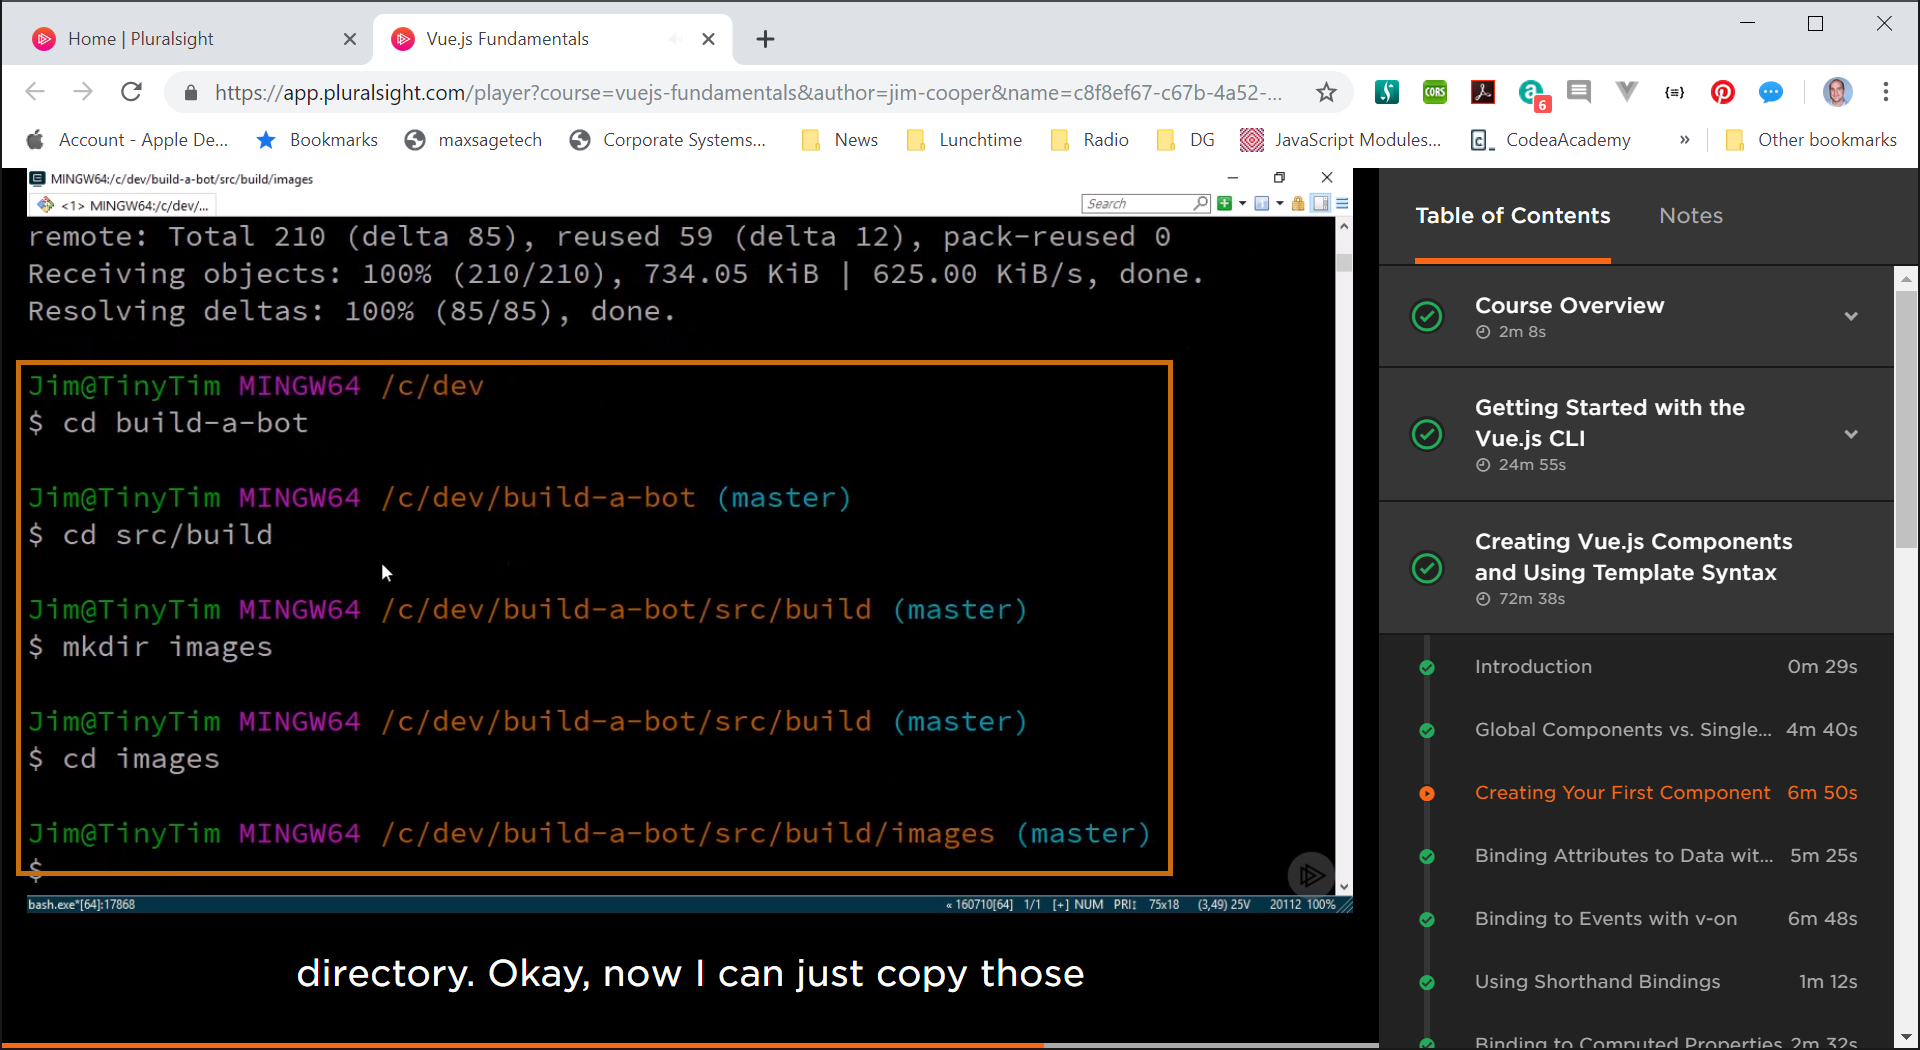 Home | Pluralsight
Vue.js Fundamentals
https://app.pluralsight.com/player?course=vuejs-fundamentals&author=jim-cooper&name=c8f8ef67-c67b-4a52-...
CORS
6
{≡}
Account - Apple De...
Bookmarks
maxsagetech
Corporate Systems...
News
Lunchtime
Radio
DG
JavaScript Modules...
CodeaAcademy
»
Other bookmarks
MINGW64:/c/dev/build-a-bot/src/build/images
<1> MINGW64:/c/dev/...
Search
remote: Total 210 (delta 85), reused 59 (delta 12), pack-reused 0
Receiving objects: 100% (210/210), 734.05 KiB | 625.00 KiB/s, done.
Resolving deltas: 100% (85/85), done.
Jim@TinyTim MINGW64 /c/dev
$ cd build-a-bot
Jim@TinyTim MINGW64 /c/dev/build-a-bot (master)
$ cd src/build
Jim@TinyTim MINGW64 /c/dev/build-a-bot/src/build (master)
$ mkdir images
Jim@TinyTim MINGW64 /c/dev/build-a-bot/src/build (master)
$ cd images
Jim@TinyTim MINGW64 /c/dev/build-a-bot/src/build/images (master)
$
bash.exe*[64]:17868
« 160710[64] 1/1 [+] NUM PRI↕ 75x18 (3,49) 25V 20112 100%
directory. Okay, now I can just copy those
Table of Contents
Notes
Course Overview
2m 8s
Getting Started with the
Vue.js CLI
24m 55s
Creating Vue.js Components
and Using Template Syntax
72m 38s
Introduction 0m 29s
Global Components vs. Single... 4m 40s
Creating Your First Component 6m 50s
Binding Attributes to Data wit... 5m 25s
Binding to Events with v-on 6m 48s
Using Shorthand Bindings 1m 12s
Binding to Computed Properties 2m 32s